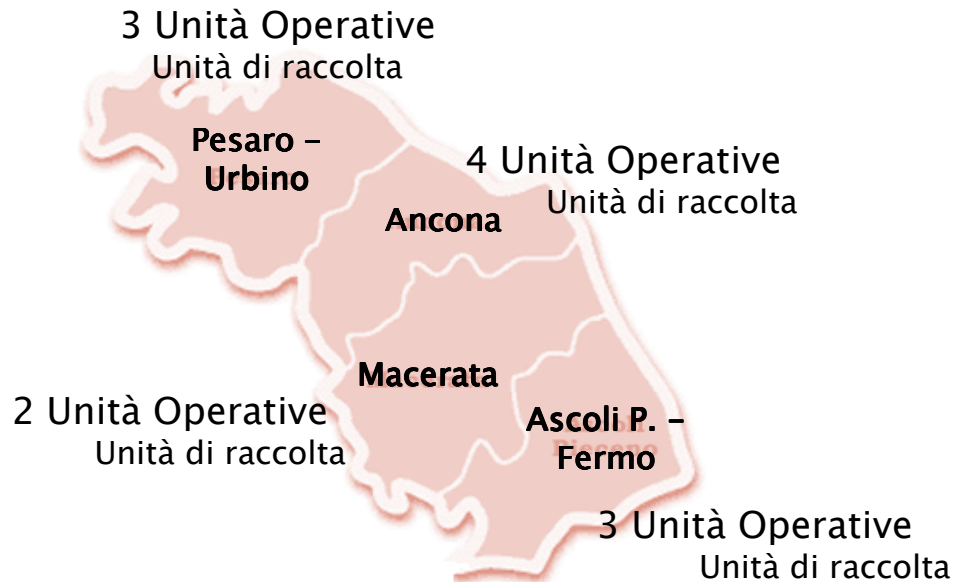 3 Unità Operative
Unità di raccolta
Pesaro –
Urbino
4 Unità Operative
Unità di raccolta
Ancona
Macerata
2 Unità Operative
Unità di raccolta
Ascoli P. –
Fermo
3 Unità Operative
Unità di raccolta